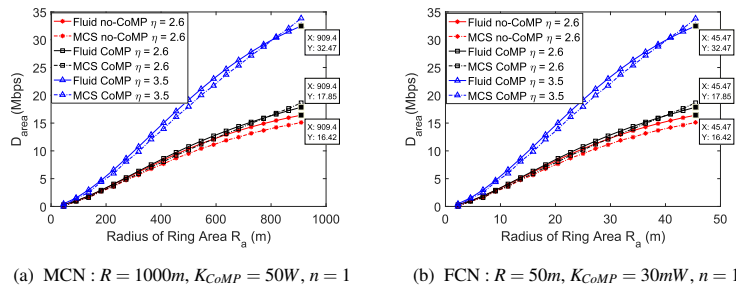 35
30
25
20
15
10
5
0
D_area (Mbps)
Fluid no-CoMP η = 2.6
MCS no-CoMP η = 2.6
Fluid CoMP η = 2.6
MCS CoMP η = 2.6
Fluid CoMP η = 3.5
MCS CoMP η = 3.5
X: 909.4
Y: 32.47
X: 909.4
Y: 17.85
X: 909.4
Y: 16.42
0 200 400 600 800 1000
Radius of Ring Area R_a (m)
(a) MCN : R = 1000m, K_CoMP = 50W, n = 1
35
30
25
20
15
10
5
0
D_area (Mbps)
Fluid no-CoMP η = 2.6
MCS no-CoMP η = 2.6
Fluid CoMP η = 2.6
MCS CoMP η = 2.6
Fluid CoMP η = 3.5
MCS CoMP η = 3.5
X: 45.47
Y: 32.47
X: 45.47
Y: 17.85
X: 45.47
Y: 16.42
0 10 20 30 40 50
Radius of Ring Area R_a (m)
(b) FCN : R = 50m, K_CoMP = 30mW, n = 1